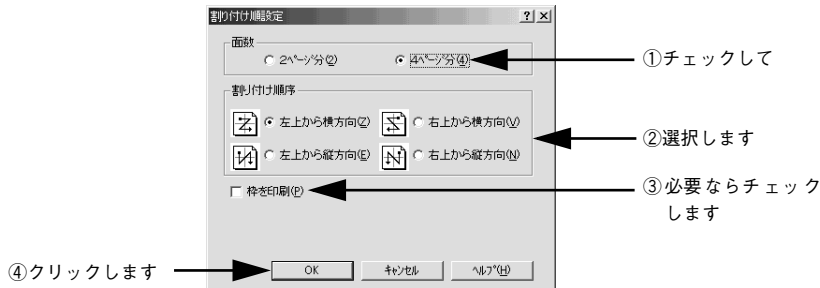 割り付け順設定
面数
2ページ分(2)
4ページ分(4)
①チェックして
割り付け順序
左上から横方向(Z)
右上から横方向(V)
②選択します
左上から縦方向(E)
右上から縦方向(N)
枠を印刷(P)
③必要ならチェック
します
④クリックします
OK
キャンセル
ヘルプ(H)